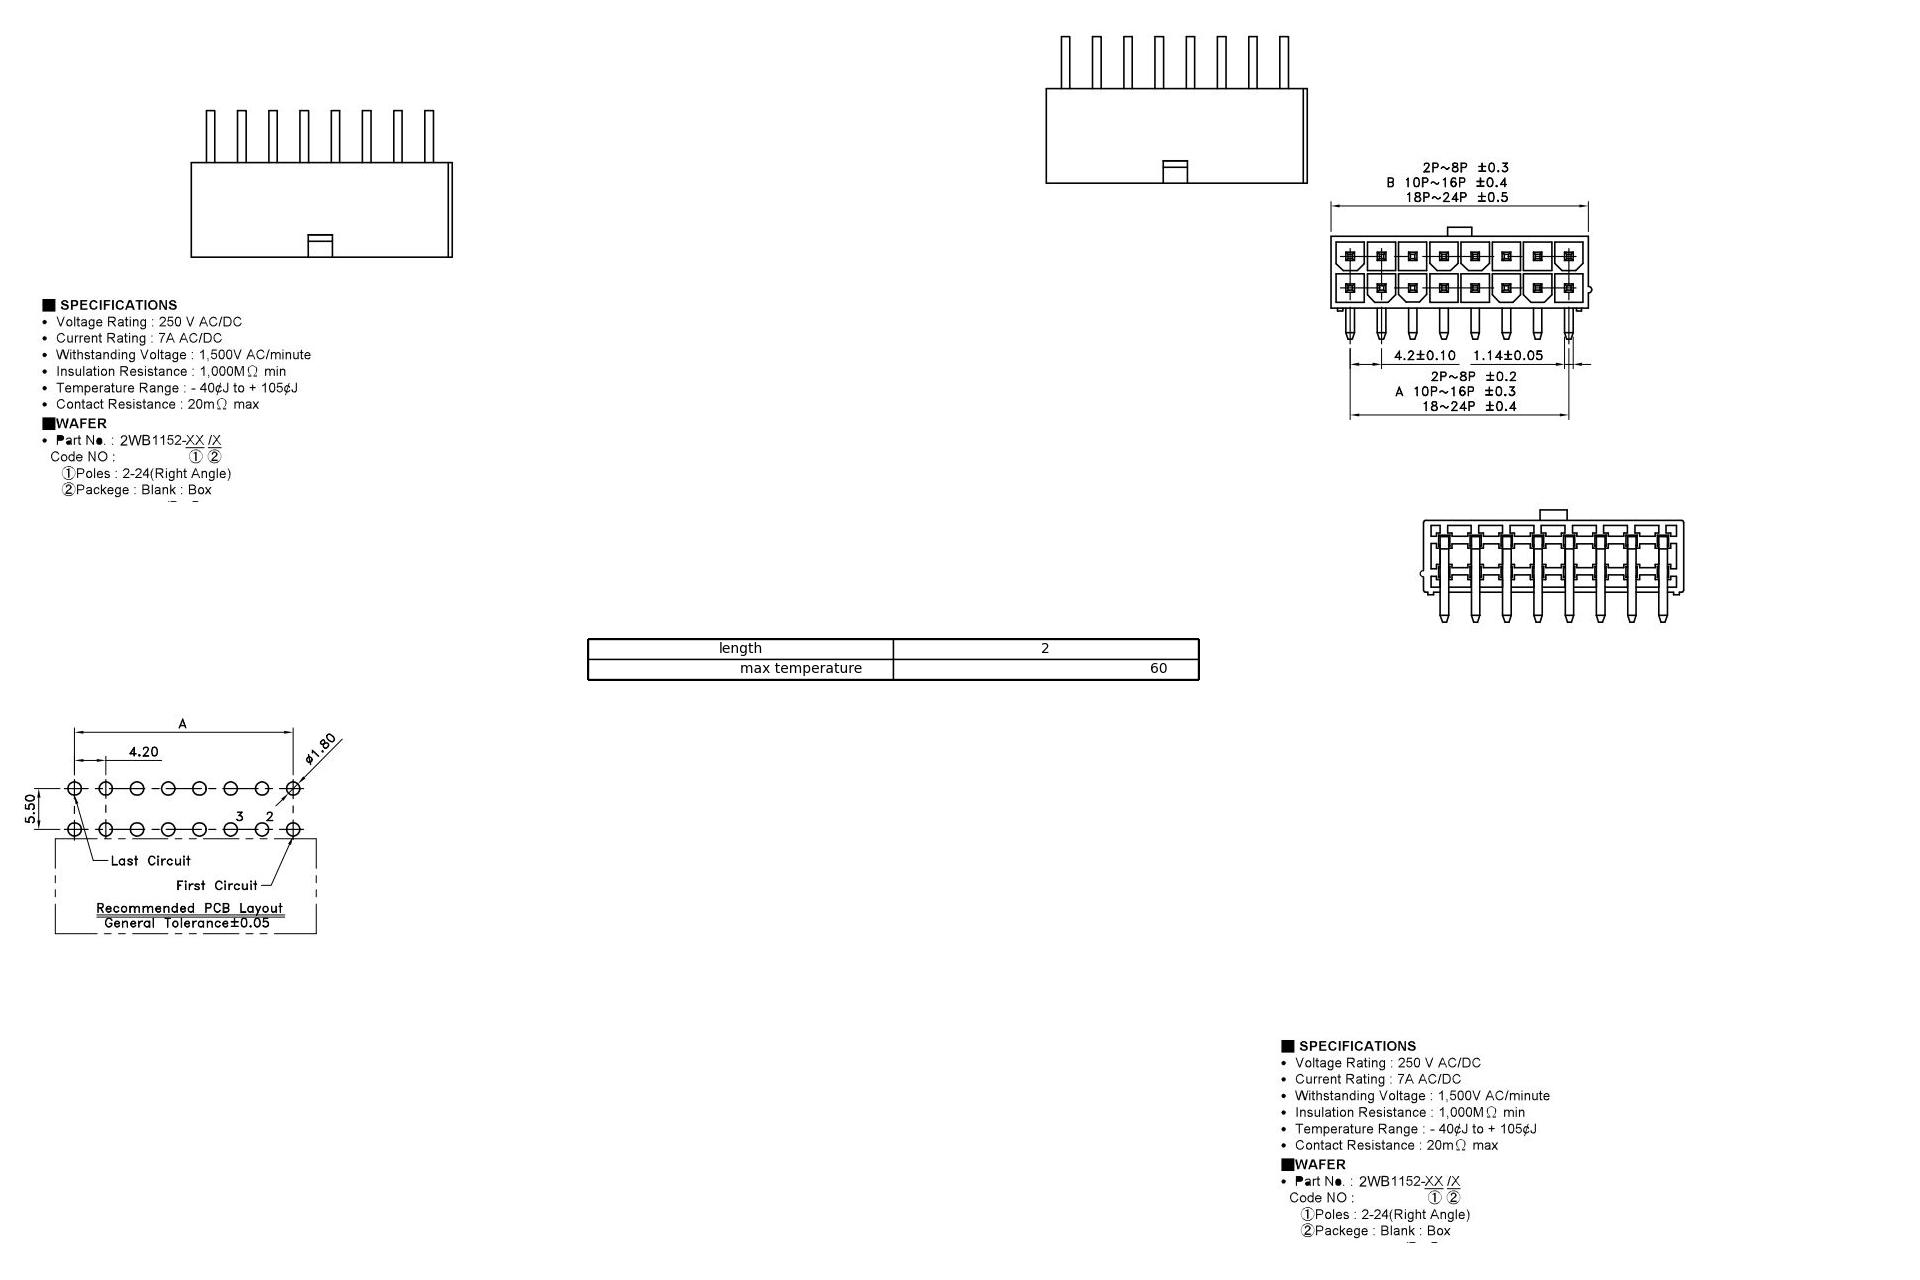 2P~8P ±0.3
B 10P~16P ±0.4
18P~24P ±0.5
4.2±0.10 1.14±0.05
2P~8P ±0.2
A 10P~16P ±0.3
18~24P ±0.4
■ SPECIFICATIONS
• Voltage Rating : 250 V AC/DC
• Current Rating : 7A AC/DC
• Withstanding Voltage : 1,500V AC/minute
• Insulation Resistance : 1,000MΩ min
• Temperature Range : - 40¢J to + 105¢J
• Contact Resistance : 20mΩ max
■WAFER
• Part No. : 2WB1152-XX /X
Code NO : ① ②
①Poles : 2-24(Right Angle)
②Packege : Blank : Box
length 2
max temperature 60
A
4.20
ø1.80
5.50
3 2
Last Circuit
First Circuit
Recommended PCB Layout
General Tolerance±0.05
■ SPECIFICATIONS
• Voltage Rating : 250 V AC/DC
• Current Rating : 7A AC/DC
• Withstanding Voltage : 1,500V AC/minute
• Insulation Resistance : 1,000MΩ min
• Temperature Range : - 40¢J to + 105¢J
• Contact Resistance : 20mΩ max
■WAFER
• Part No. : 2WB1152-XX /X
Code NO : ① ②
①Poles : 2-24(Right Angle)
②Packege : Blank : Box